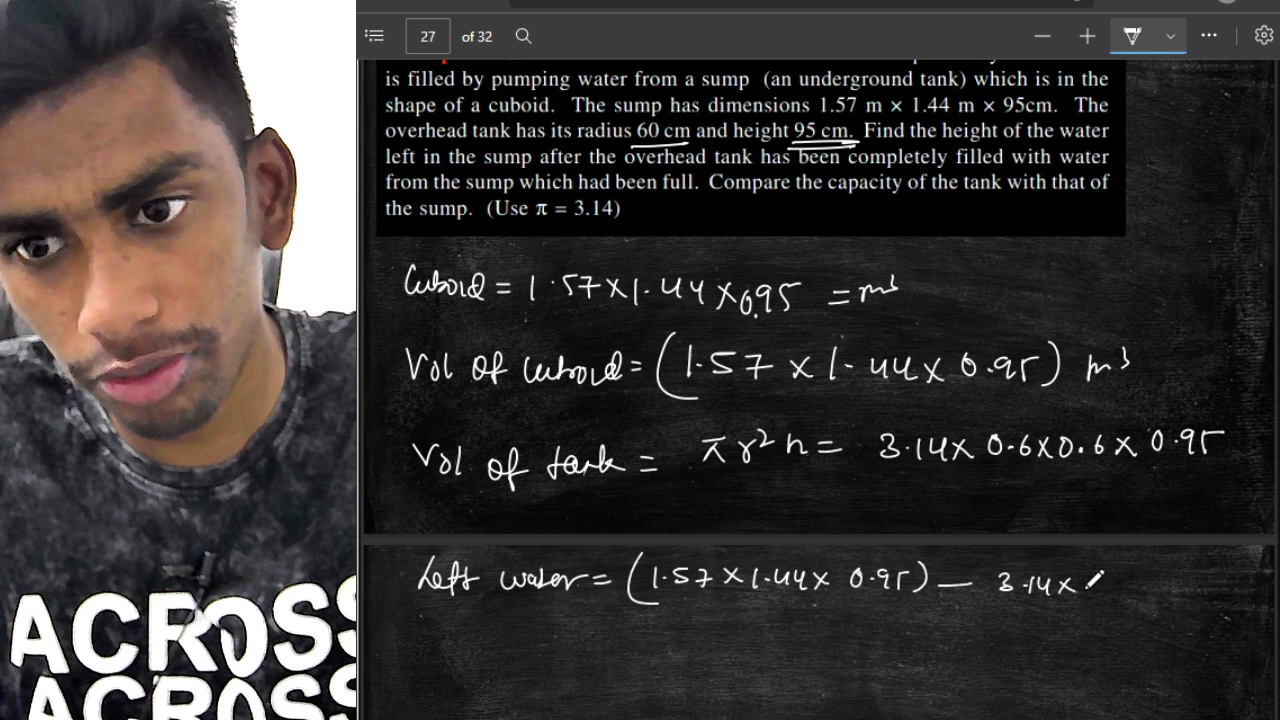 27 of 32
is filled by pumping water from a sump (an underground tank) which is in the
shape of a cuboid. The sump has dimensions 1.57 m × 1.44 m × 95cm. The
overhead tank has its radius 60 cm and height 95 cm. Find the height of the water
left in the sump after the overhead tank has been completely filled with water
from the sump which had been full. Compare the capacity of the tank with that of
the sump. (Use π = 3.14)
Cuboid = 1.57×1.44×0.95 = m³
Vol of cuboid = (1.57 × 1.44 × 0.95) m³
Vol of tank = πr²h = 3.14× 0.6×0.6× 0.95
Left water = (1.57×1.44× 0.95) — 3.14×
ACROSS
ACROSS